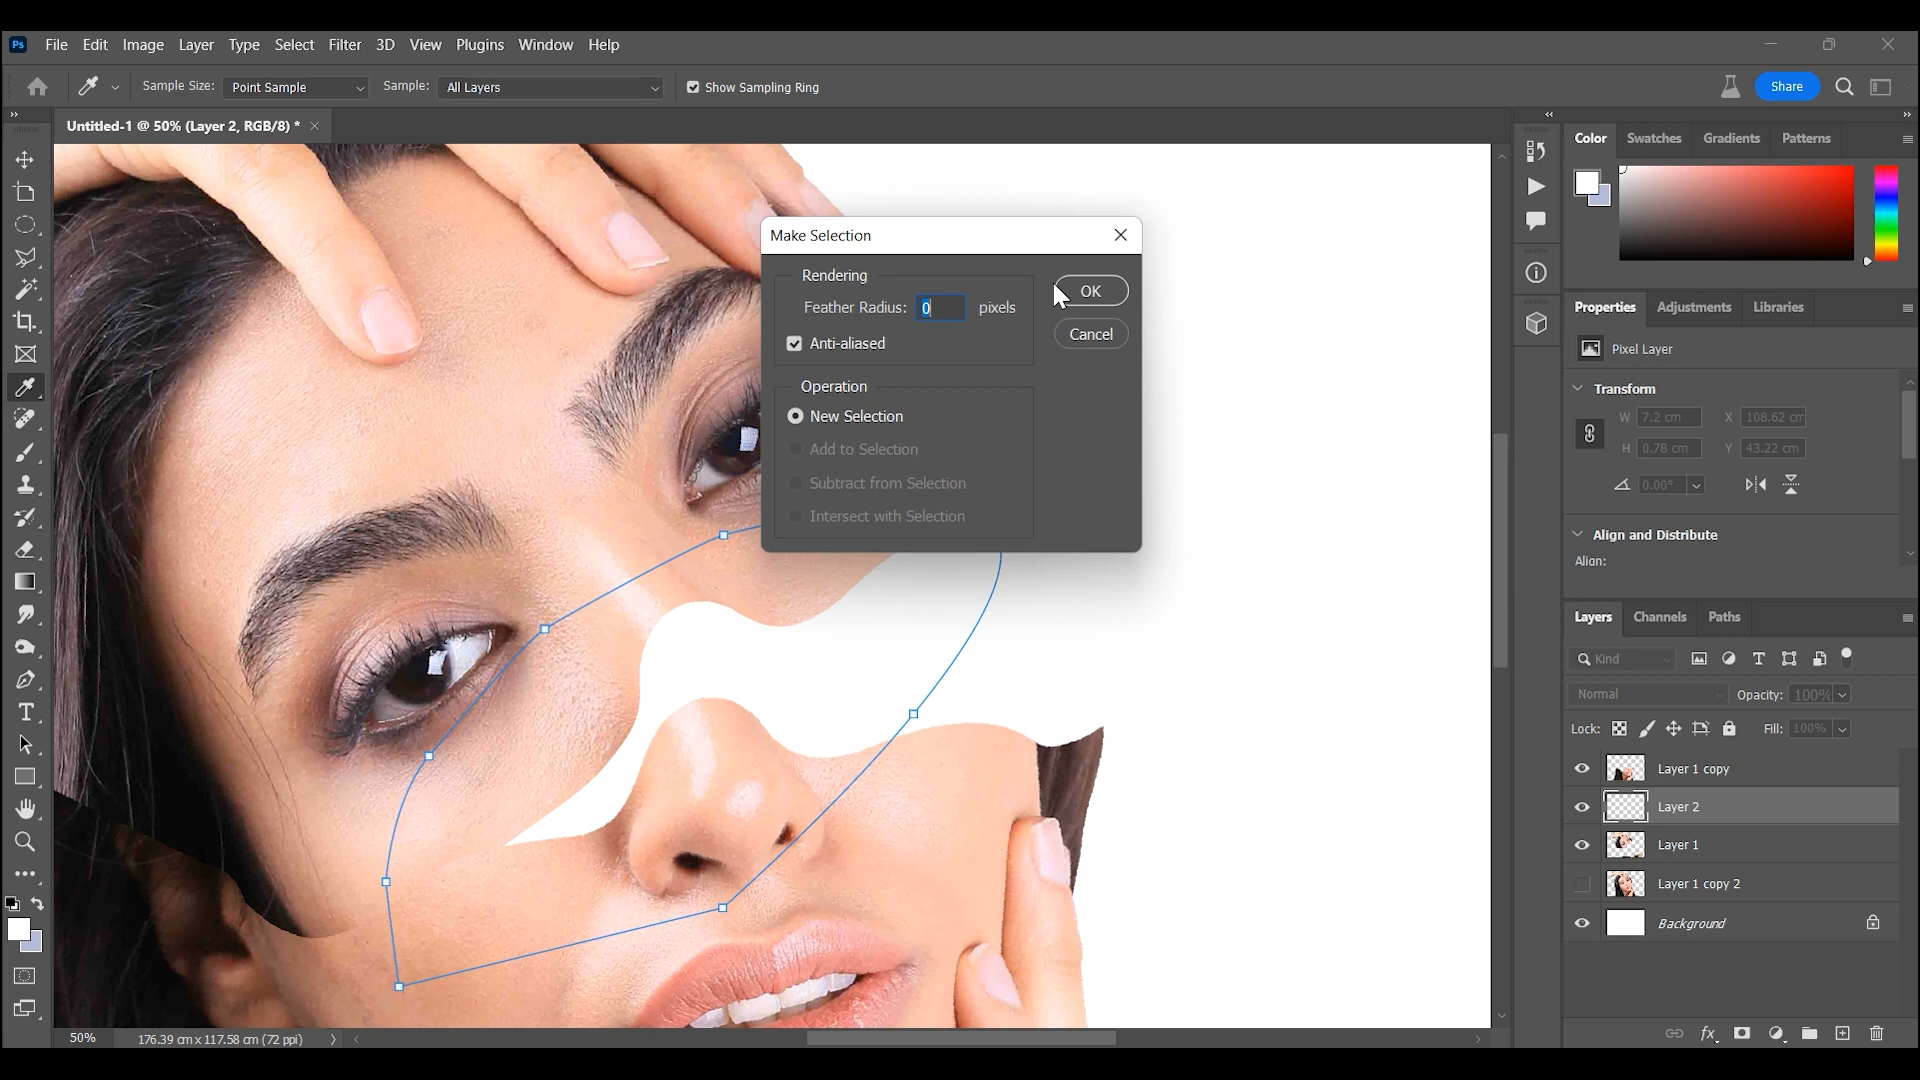 Ps File Edit Image Layer Type Select Filter 3D View Plugins Window Help
Sample Size: Point Sample Sample: All Layers Show Sampling Ring Share
Untitled-1 @ 50% (Layer 2, RGB/8) *
Color Swatches Gradients Patterns
Make Selection
Rendering
Feather Radius: 0 pixels
OK
Anti-aliased
Cancel
Operation
New Selection
Add to Selection
Subtract from Selection
Intersect with Selection
Properties Adjustments Libraries
Pixel Layer
Transform
W 7.2 cm X 108.62 cm
H 0.78 cm Y 43.22 cm
0.00°
Align and Distribute
Align:
Layers Channels Paths
Kind
Normal Opacity: 100%
Lock: Fill: 100%
Layer 1 copy
Layer 2
Layer 1
Layer 1 copy 2
Background
50% 176.39 cm x 117.58 cm (72 ppi)